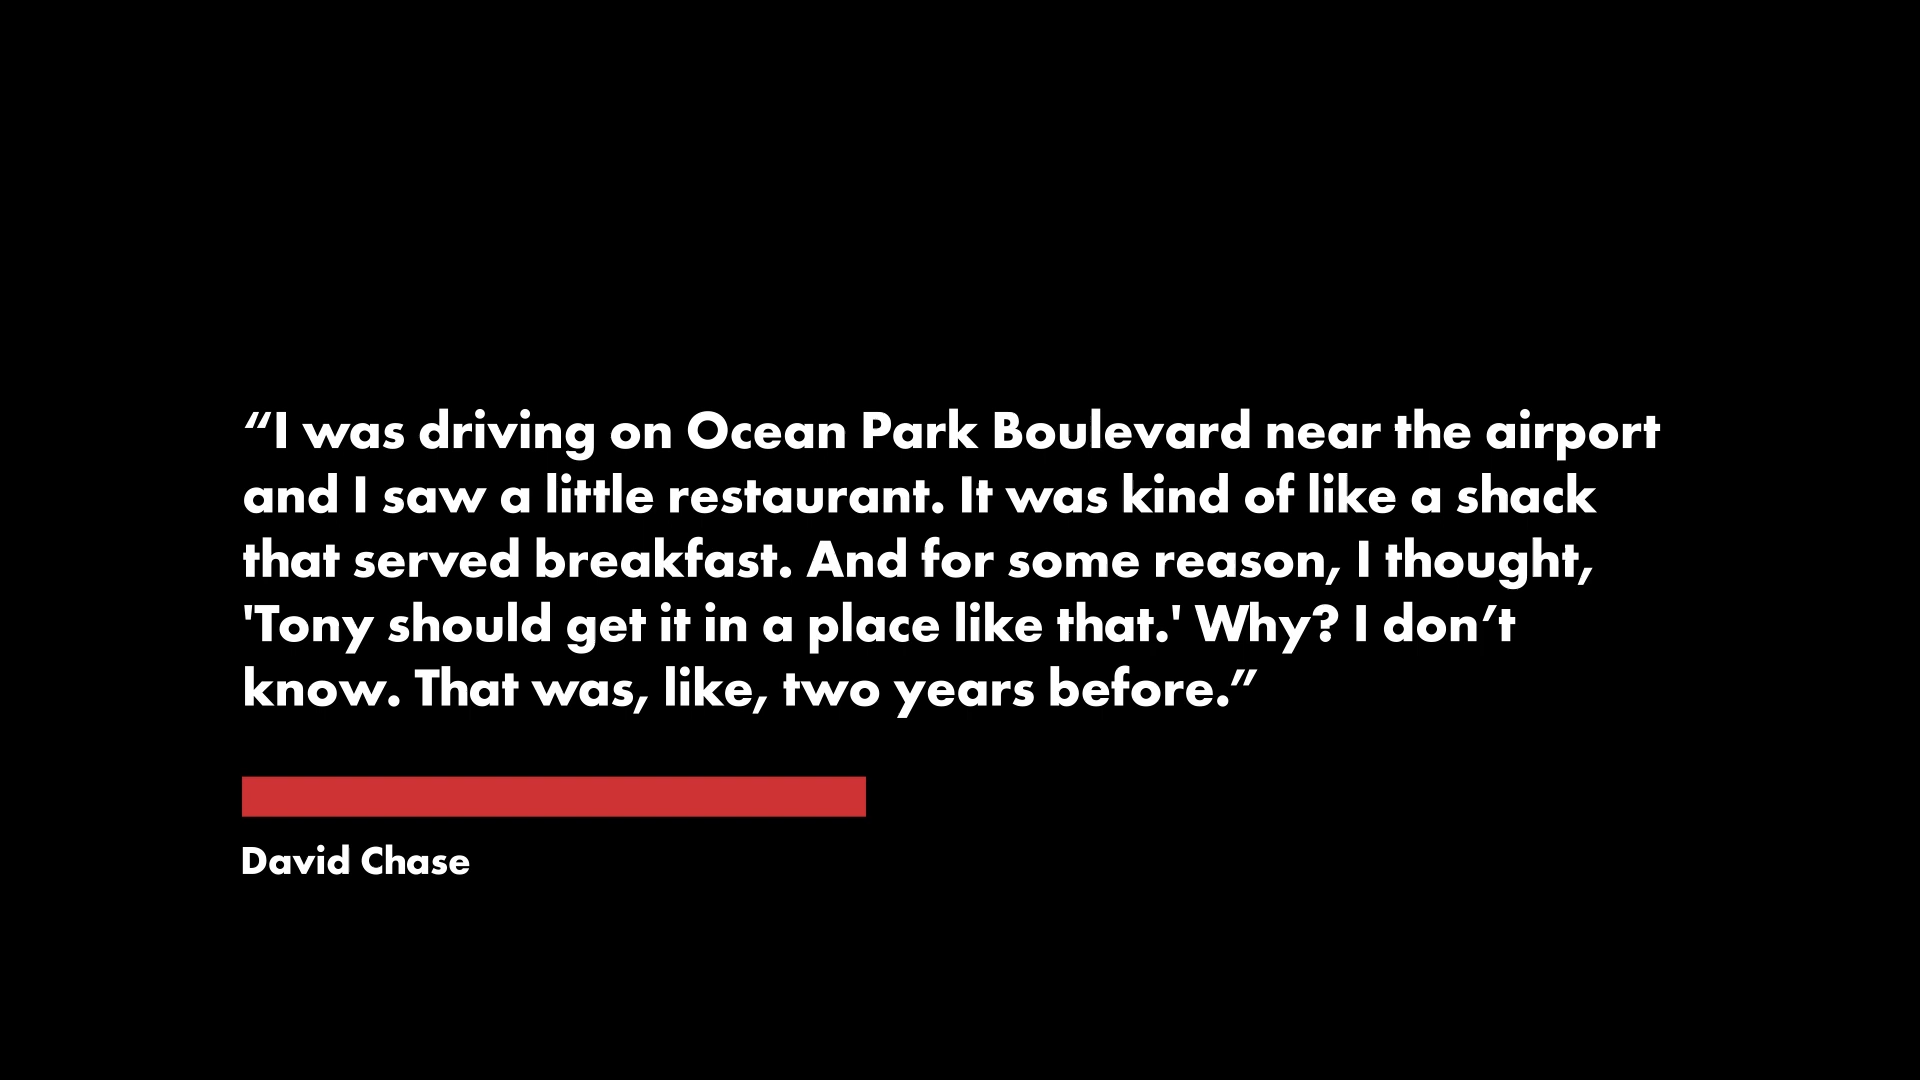 “I was driving on Ocean Park Boulevard near the airport
and I saw a little restaurant. It was kind of like a shack
that served breakfast. And for some reason, I thought,
'Tony should get it in a place like that.' Why? I don’t
know. That was, like, two years before.”
David Chase